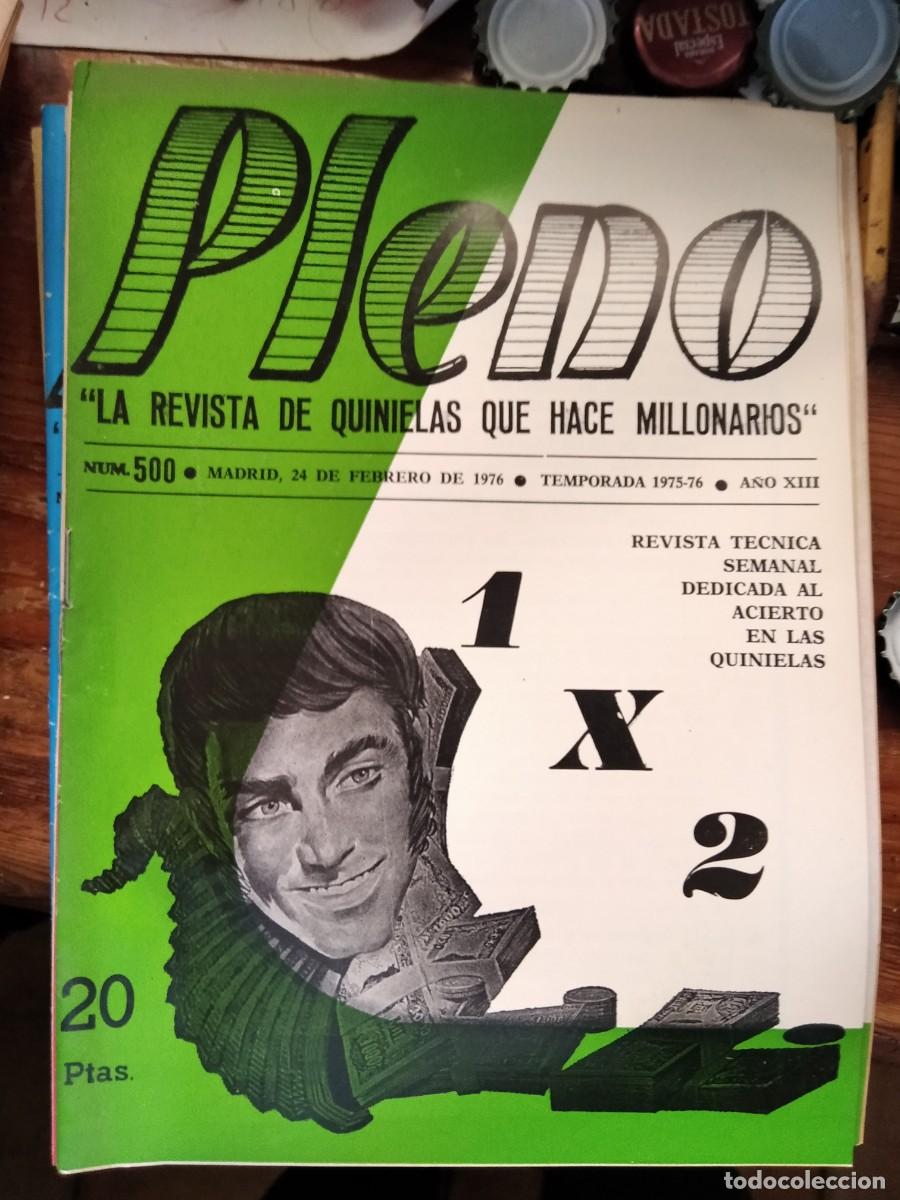 TOSTADA
Especial
Pleno
"LA REVISTA DE QUINIELAS QUE HACE MILLONARIOS"
NUM. 500 ● MADRID, 24 DE FEBRERO DE 1976 ● TEMPORADA 1975-76 ● AÑO XIII
REVISTA TECNICA
SEMANAL
DEDICADA AL
ACIERTO
EN LAS
QUINIELAS
1
X
2
20
Ptas.
todocoleccion.net